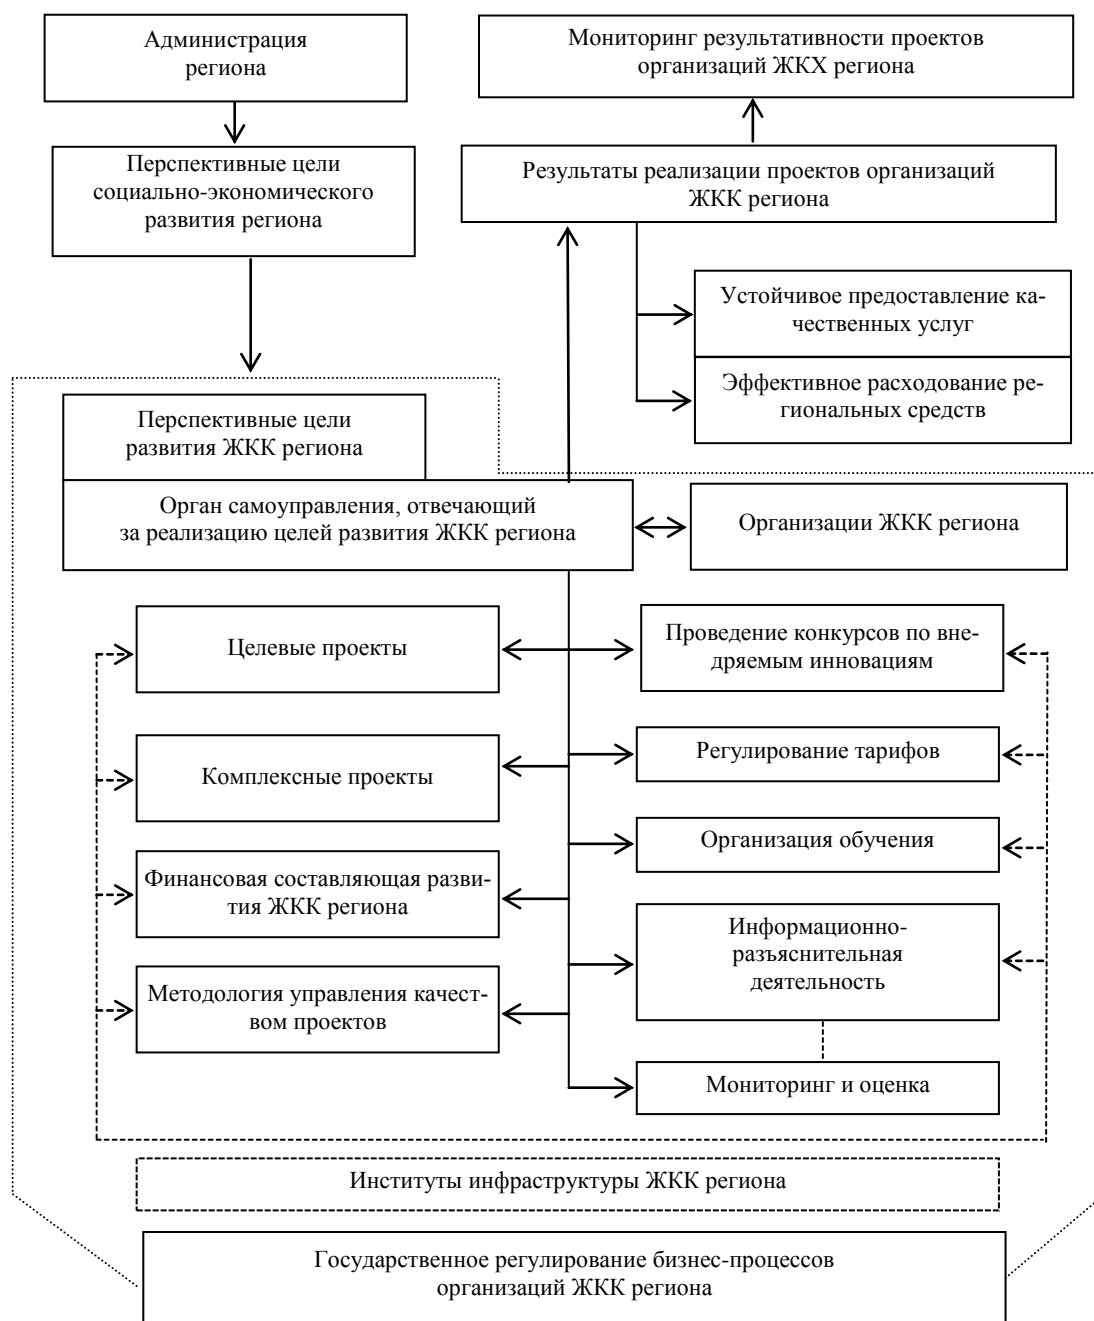 Администрация
региона
Мониторинг результативности проектов
организаций ЖКХ региона
Перспективные цели
социально-экономического
развития региона
Результаты реализации проектов организаций
ЖКК региона
Устойчивое предоставление ка-
чественных услуг
Эффективное расходование ре-
гиональных средств
Перспективные цели
развития ЖКК региона
Орган самоуправления, отвечающий
за реализацию целей развития ЖКК региона
Организации ЖКК региона
Целевые проекты
Проведение конкурсов по вне-
дряемым инновациям
Комплексные проекты
Регулирование тарифов
Организация обучения
Финансовая составляющая разви-
тия ЖКК региона
Информационно-
разъяснительная
деятельность
Методология управления качест-
вом проектов
Мониторинг и оценка
Институты инфраструктуры ЖКК региона
Государственное регулирование бизнес-процессов
организаций ЖКК региона